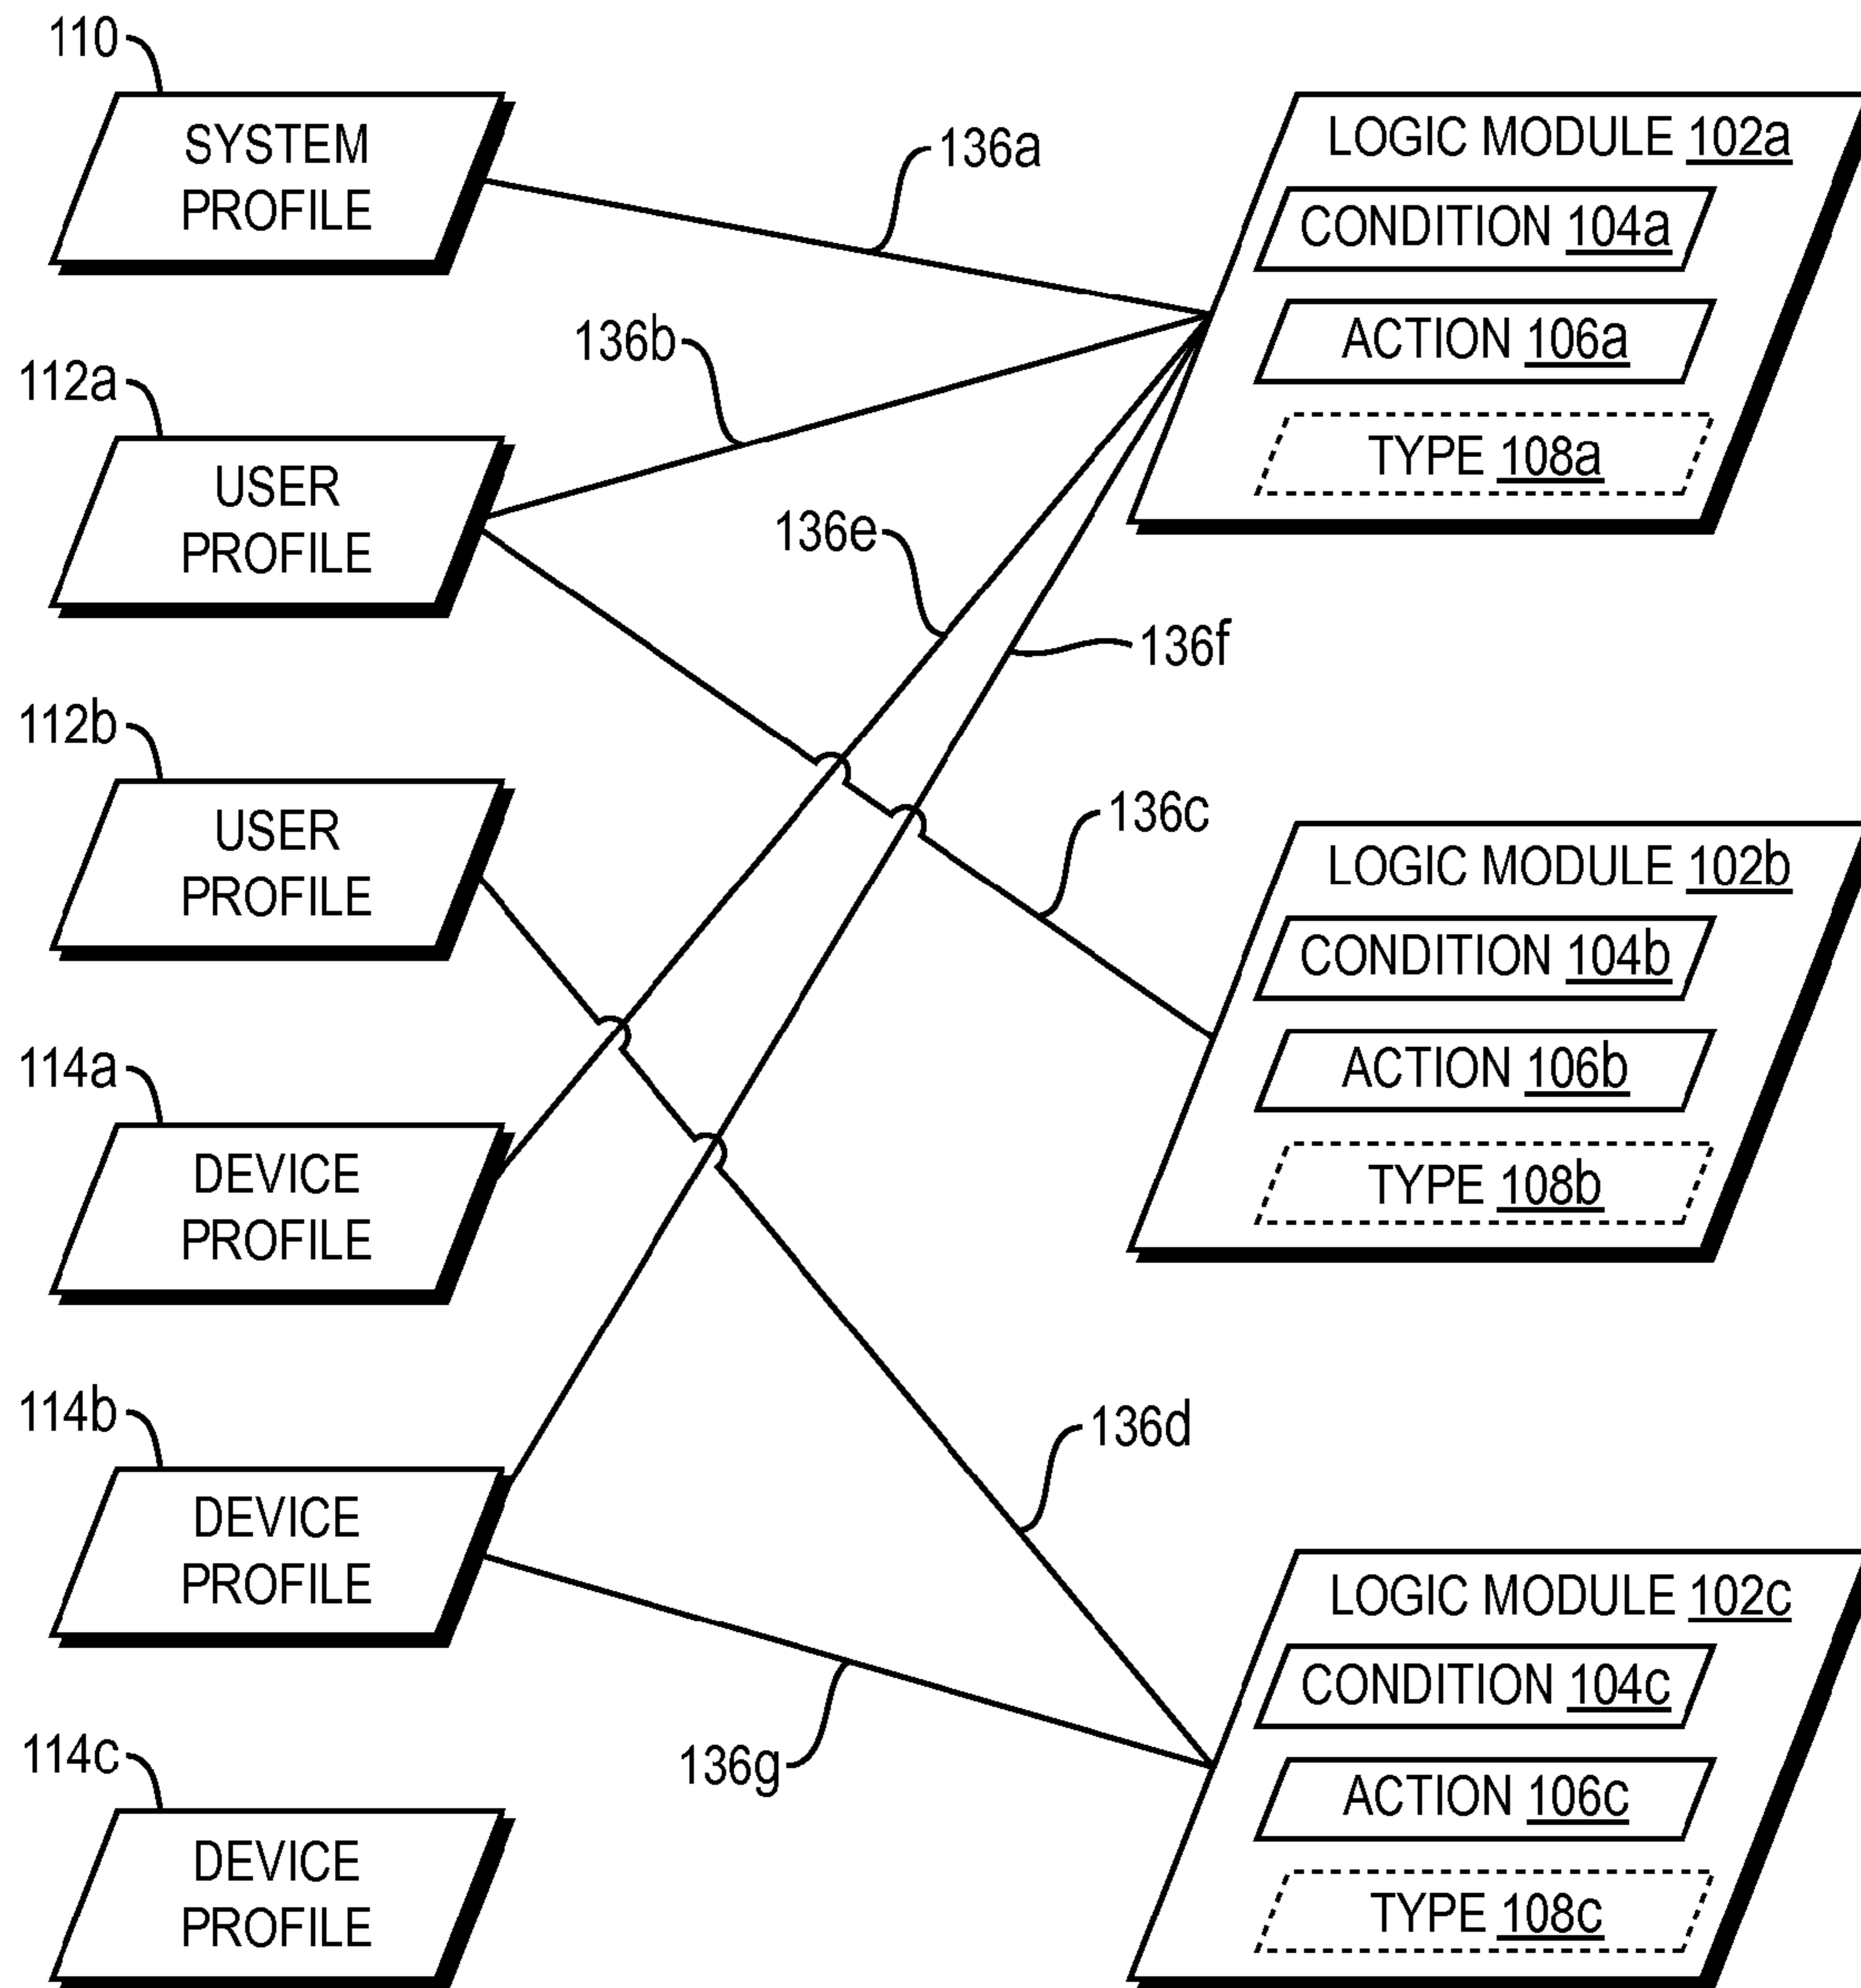 110
SYSTEM
PROFILE
136a
LOGIC MODULE 102a
CONDITION 104a
ACTION 106a
TYPE 108a
136b
112a
USER
PROFILE
136e
136f
112b
USER
PROFILE
136c
LOGIC MODULE 102b
CONDITION 104b
ACTION 106b
TYPE 108b
114a
DEVICE
PROFILE
114b
DEVICE
PROFILE
136d
136g
LOGIC MODULE 102c
CONDITION 104c
ACTION 106c
TYPE 108c
114c
DEVICE
PROFILE